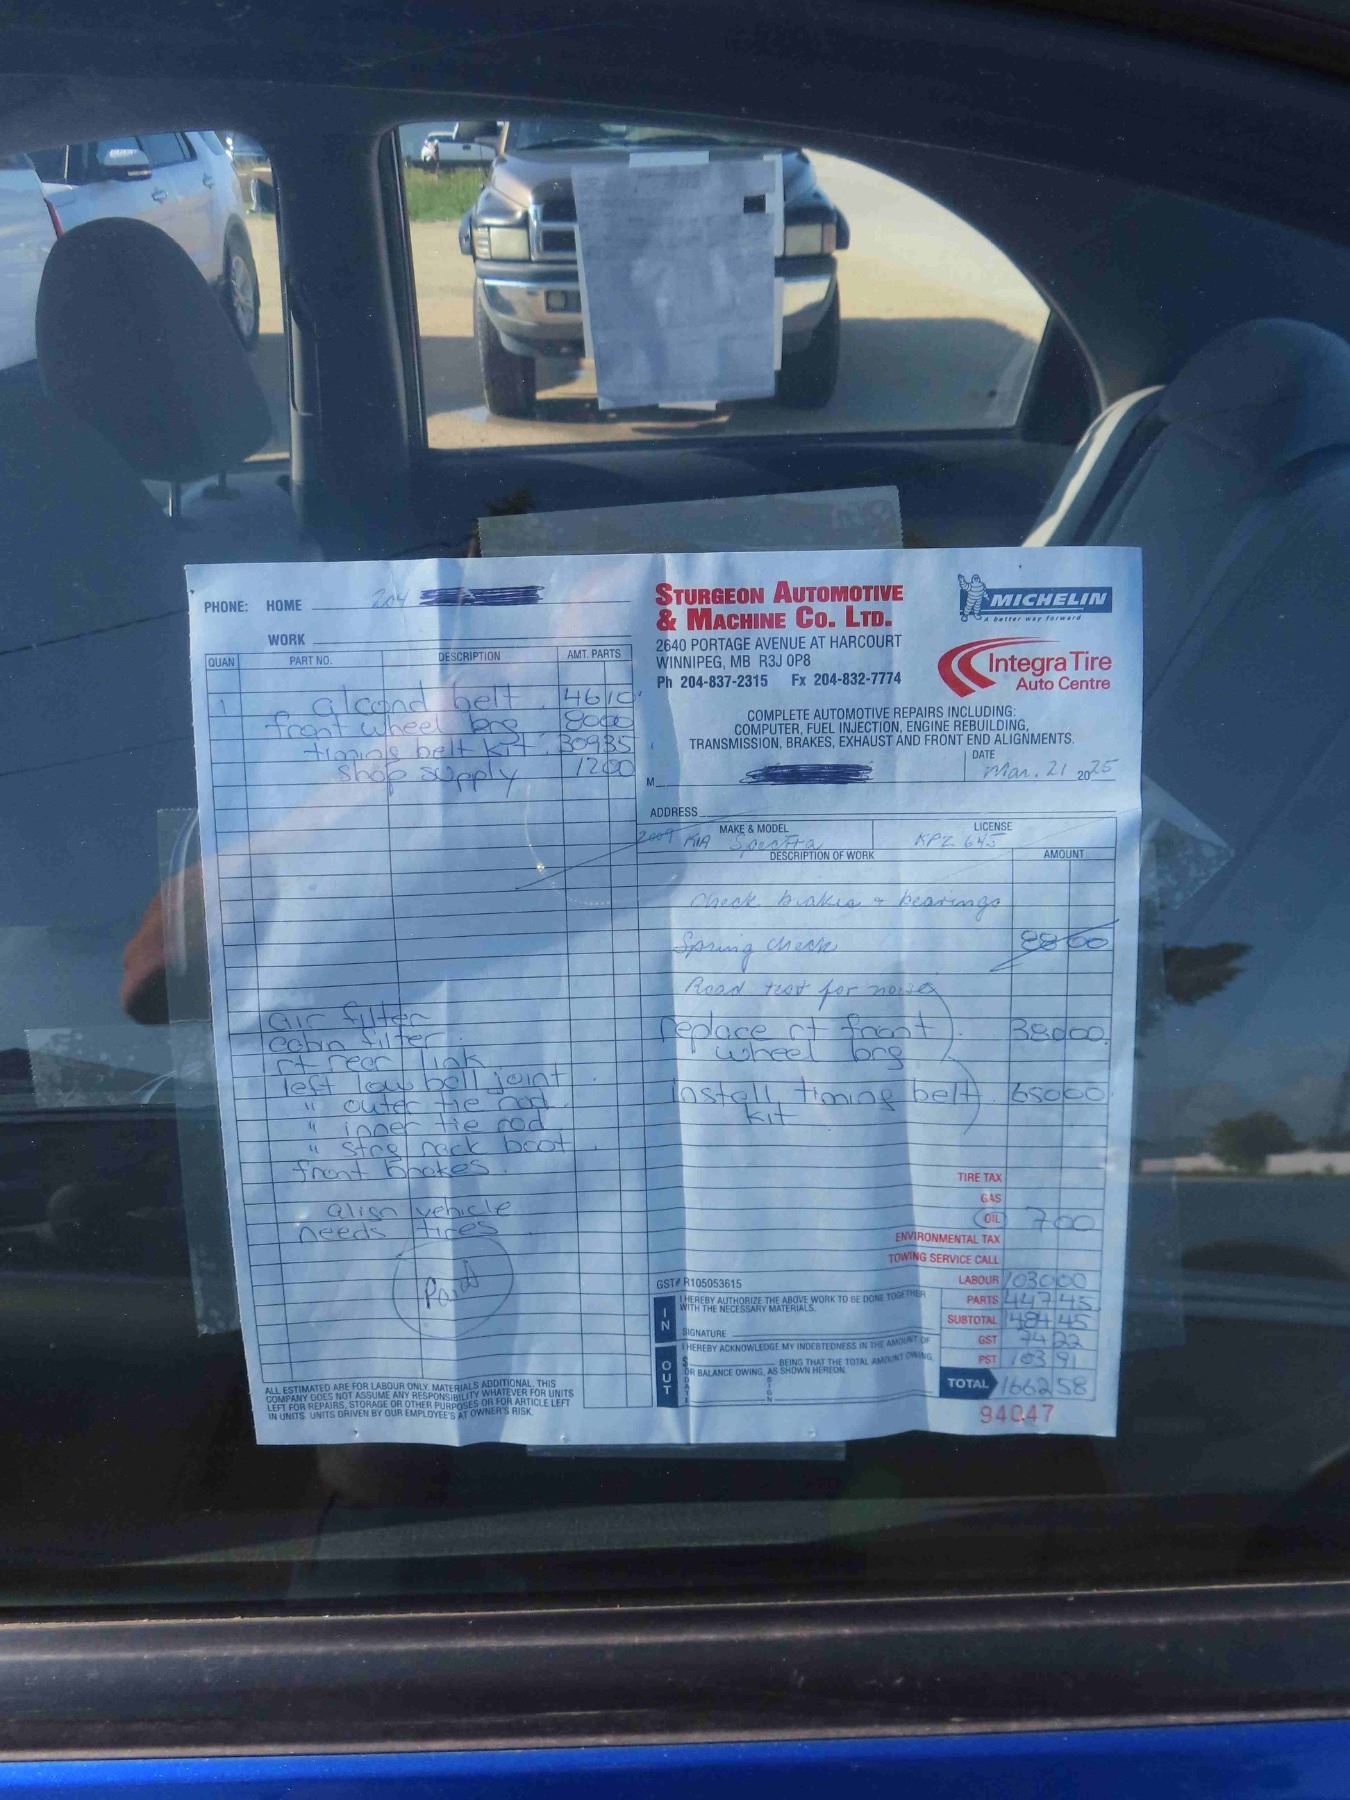 PHONE: HOME 204
WORK
QUAN PART NO. DESCRIPTION AMT. PARTS
1 alcond belt 46 10
front wheel brg 80 00
timing belt kit 309 35
shop supply 12 00
air filter
cabin filter
rt rear link
left low ball joint
" outer tie rod
" inner tie rod
" strg rack boot
front brakes
align vehicle
needs tires
Paid
ALL ESTIMATED ARE FOR LABOUR ONLY, MATERIALS ADDITIONAL, THIS
COMPANY DOES NOT ASSUME ANY RESPONSIBILITY WHATEVER FOR UNITS
LEFT FOR REPAIRS, STORAGE OR OTHER PURPOSES OR FOR ARTICLE LEFT
IN UNITS UNITS DRIVEN BY OUR EMPLOYEE'S AT OWNER'S RISK.
STURGEON AUTOMOTIVE
& MACHINE CO. LTD.
2640 PORTAGE AVENUE AT HARCOURT
WINNIPEG, MB R3J 0P8
Ph 204-837-2315 Fx 204-832-7774
MICHELIN
A better way forward
IntegraTire
Auto Centre
COMPLETE AUTOMOTIVE REPAIRS INCLUDING:
COMPUTER, FUEL INJECTION, ENGINE REBUILDING,
TRANSMISSION, BRAKES, EXHAUST AND FRONT END ALIGNMENTS.
DATE
M Mar. 21 2025
ADDRESS
MAKE & MODEL LICENSE
2009 KIA Spectra KPZ 645
DESCRIPTION OF WORK AMOUNT
Check brakes + bearings
Spring check 88 00
Road test for noise
replace rt front 380 00
wheel brg
install timing belt 650 00
kit
TIRE TAX
GAS
OIL 7 00
ENVIRONMENTAL TAX
TOWING SERVICE CALL
GST# R105053615
LABOUR 1030 00
PARTS 447 45
SUBTOTAL 1484 45
GST 74 22
PST 103 91
TOTAL 1662 58
94047
IN
I HEREBY AUTHORIZE THE ABOVE WORK TO BE DONE TOGETHER
WITH THE NECESSARY MATERIALS.
SIGNATURE
OUT
I HEREBY ACKNOWLEDGE MY INDEBTEDNESS IN THE AMOUNT OF
$ BEING THAT THE TOTAL AMOUNT OWING,
OR BALANCE OWING, AS SHOWN HEREON.
DATE SIGN